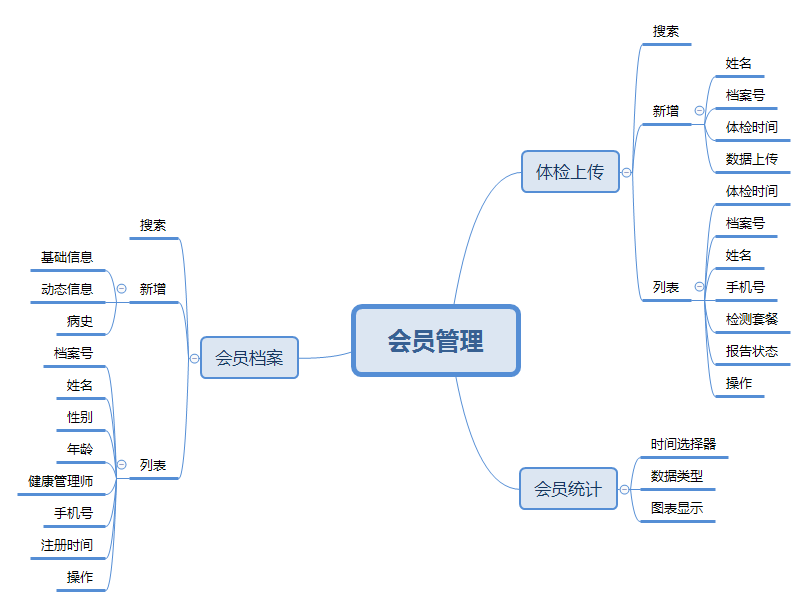 会员管理
体检上传
搜索
新增
姓名
档案号
体检时间
数据上传
列表
体检时间
档案号
姓名
手机号
检测套餐
报告状态
操作
会员统计
时间选择器
数据类型
图表显示
会员档案
搜索
新增
基础信息
动态信息
病史
列表
档案号
姓名
性别
年龄
健康管理师
手机号
注册时间
操作